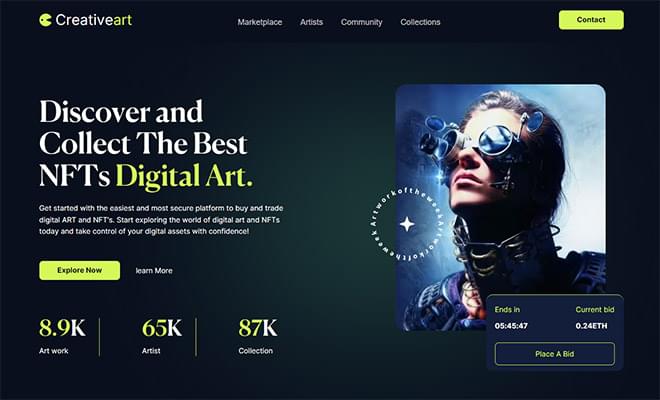 Creativeart
Marketplace
Artists
Community
Collections
Contact
Discover and
Collect The Best
NFTs Digital Art.
Get started with the easiest and most secure platform to buy and trade
digital ART and NFT's. Start exploring the world of digital art and NFTs
today and take control of your digital assets with confidence!
Explore Now
learn More
8.9K
Art work
65K
Artist
87K
Collection
Artworkoftheweek Artworkoftheweek
Ends in
Current bid
05:45:47
0.24ETH
Place A Bid